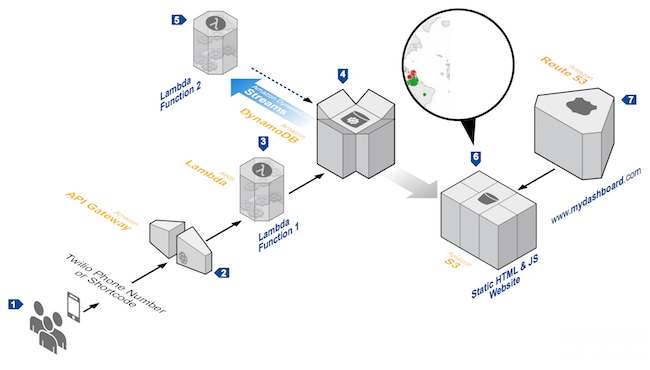 1
Twilio Phone Number
or Shortcode
2
Amazon
API Gateway
3
AWS
Lambda
Lambda
Function 1
4
Amazon
DynamoDB
Amazon Dynamo
Streams
5
Lambda
Function 2
6
Amazon
S3
Static HTML & JS
Website
7
Amazon
Route 53
www.mydashboard.com